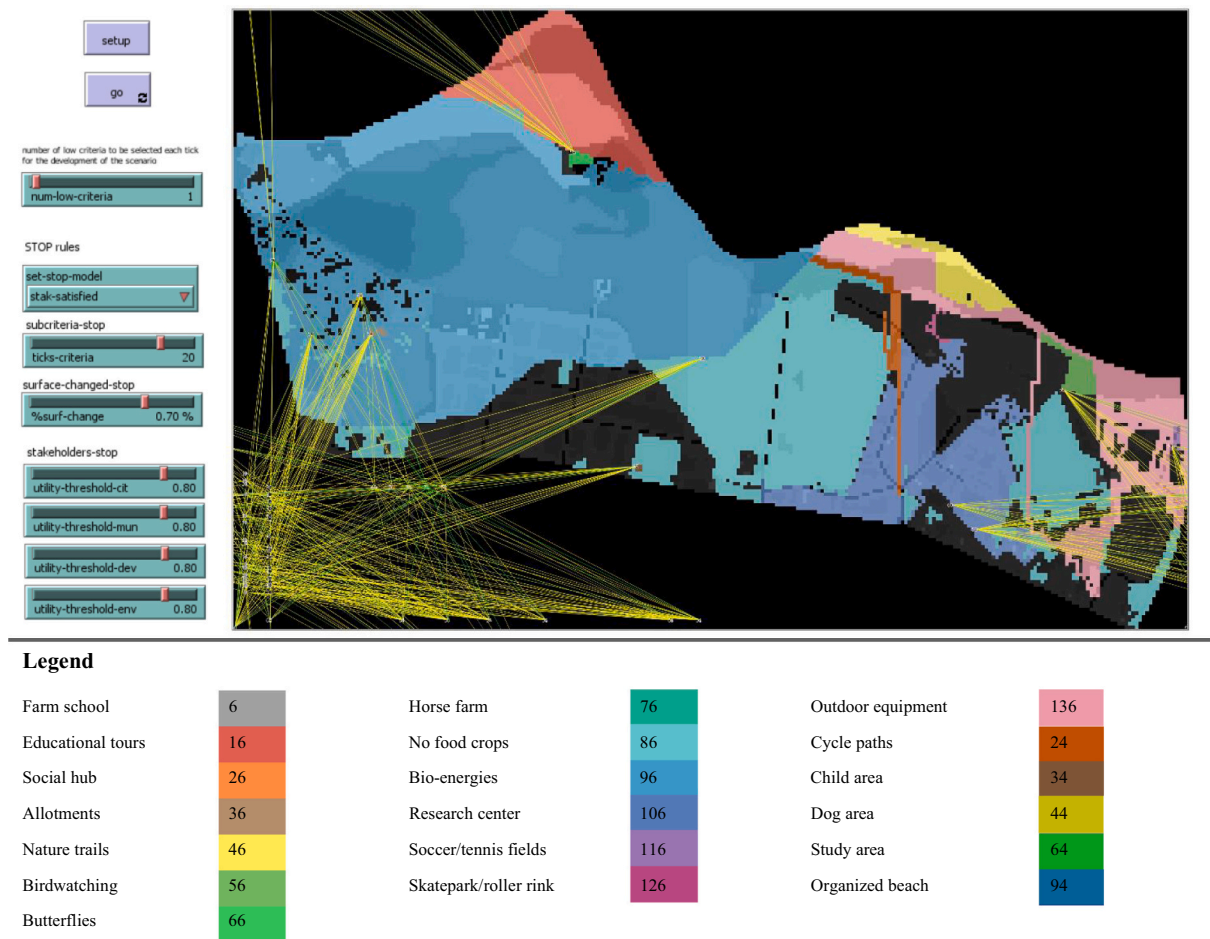 setup
go
number of low criteria to be selected each tick
for the development of the scenario
num-low-criteria 1
STOP rules
set-stop-model
stak-satisfied
subcriteria-stop
ticks-criteria 20
surface-changed-stop
%surf-change 0.70 %
stakeholders-stop
utility-threshold-cit 0.80
utility-threshold-mun 0.80
utility-threshold-dev 0.80
utility-threshold-env 0.80
Legend
Farm school 6
Educational tours 16
Social hub 26
Allotments 36
Nature trails 46
Birdwatching 56
Butterflies 66
Horse farm 76
No food crops 86
Bio-energies 96
Research center 106
Soccer/tennis fields 116
Skatepark/roller rink 126
Outdoor equipment 136
Cycle paths 24
Child area 34
Dog area 44
Study area 64
Organized beach 94